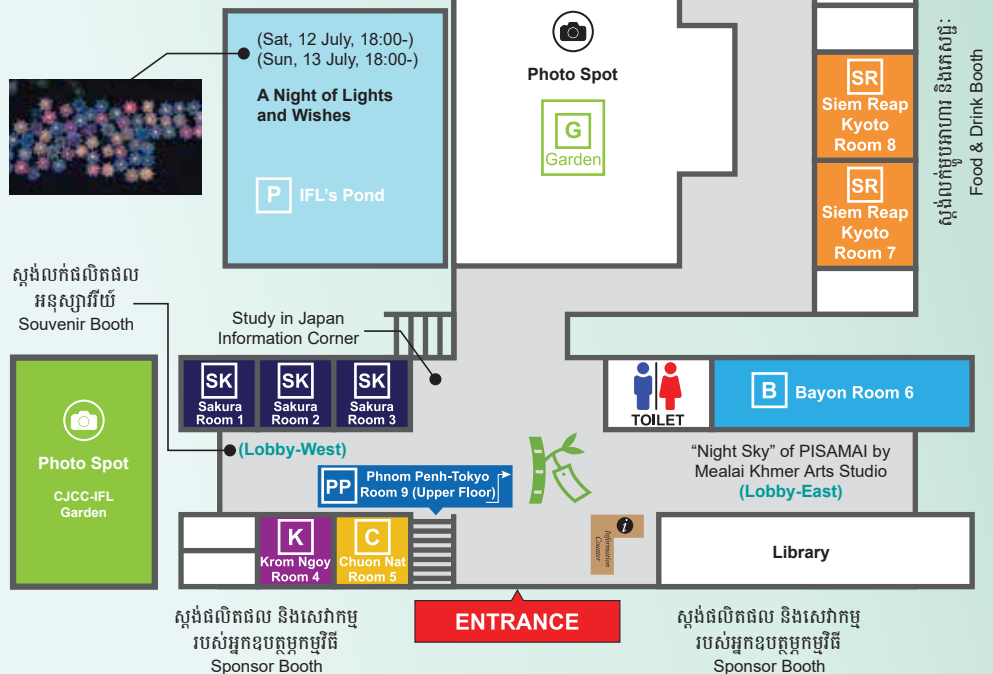 (Sat, 12 July, 18:00-)
(Sun, 13 July, 18:00-)
A Night of Lights
and Wishes
P
IFL's Pond
Photo Spot
G
Garden
SR
Siem Reap
Kyoto
Room 8
SR
Siem Reap
Kyoto
Room 7
ស្តង់លក់ម្ហូបអាហារ និងភេសជ្ជៈ
Food & Drink Booth
ស្តង់លក់ផលិតផល
អនុស្សាវរីយ៍
Souvenir Booth
Study in Japan
Information Corner
SK
Sakura
Room 1
SK
Sakura
Room 2
SK
Sakura
Room 3
TOILET
B
Bayon Room 6
Photo Spot
CJCC-IFL
Garden
(Lobby-West)
PP
Phnom Penh-Tokyo
Room 9 (Upper Floor)
"Night Sky" of PISAMAI by
Mealai Khmer Arts Studio
(Lobby-East)
K
Krom Ngoy
Room 4
C
Chuon Nat
Room 5
i
Information
Counter
Library
ENTRANCE
ស្តង់ផលិតផល និងសេវាកម្ម
របស់អ្នកឧបត្ថម្ភកម្មវិធី
Sponsor Booth
ស្តង់ផលិតផល និងសេវាកម្ម
របស់អ្នកឧបត្ថម្ភកម្មវិធី
Sponsor Booth